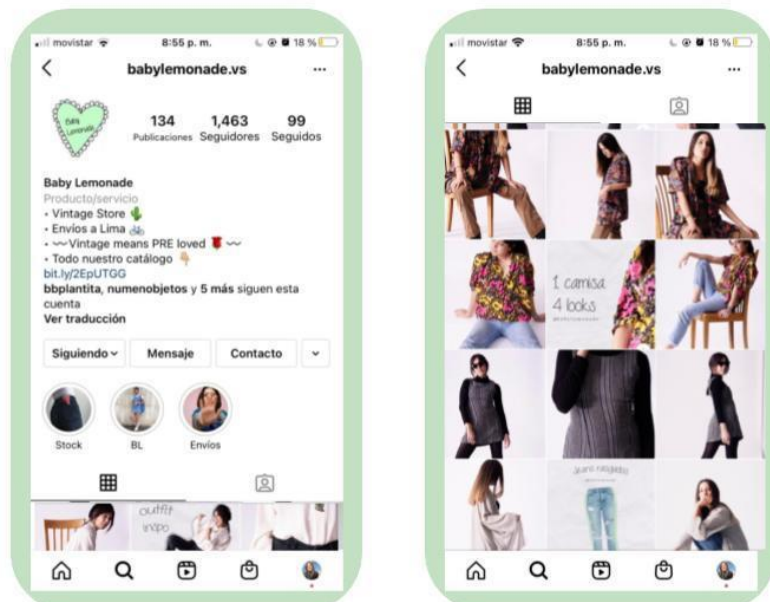 movistar 8:55 p. m. 18 %
babylemonade.vs
Baby
Lemonade
134 1,463 99
Publicaciones Seguidores Seguidos
Baby Lemonade
Producto/servicio
• Vintage Store
• Envíos a Lima
• Vintage means PRE loved
• Todo nuestro catálogo
bit.ly/2EpUTGG
bbplantita, numenobjetos y 5 más siguen esta
cuenta
Ver traducción
Siguiendo Mensaje Contacto
Stock BL Envíos
outfit
inspo
movistar 8:55 p. m. 18 %
babylemonade.vs
1 camisa
4 looks
jeans rasgados